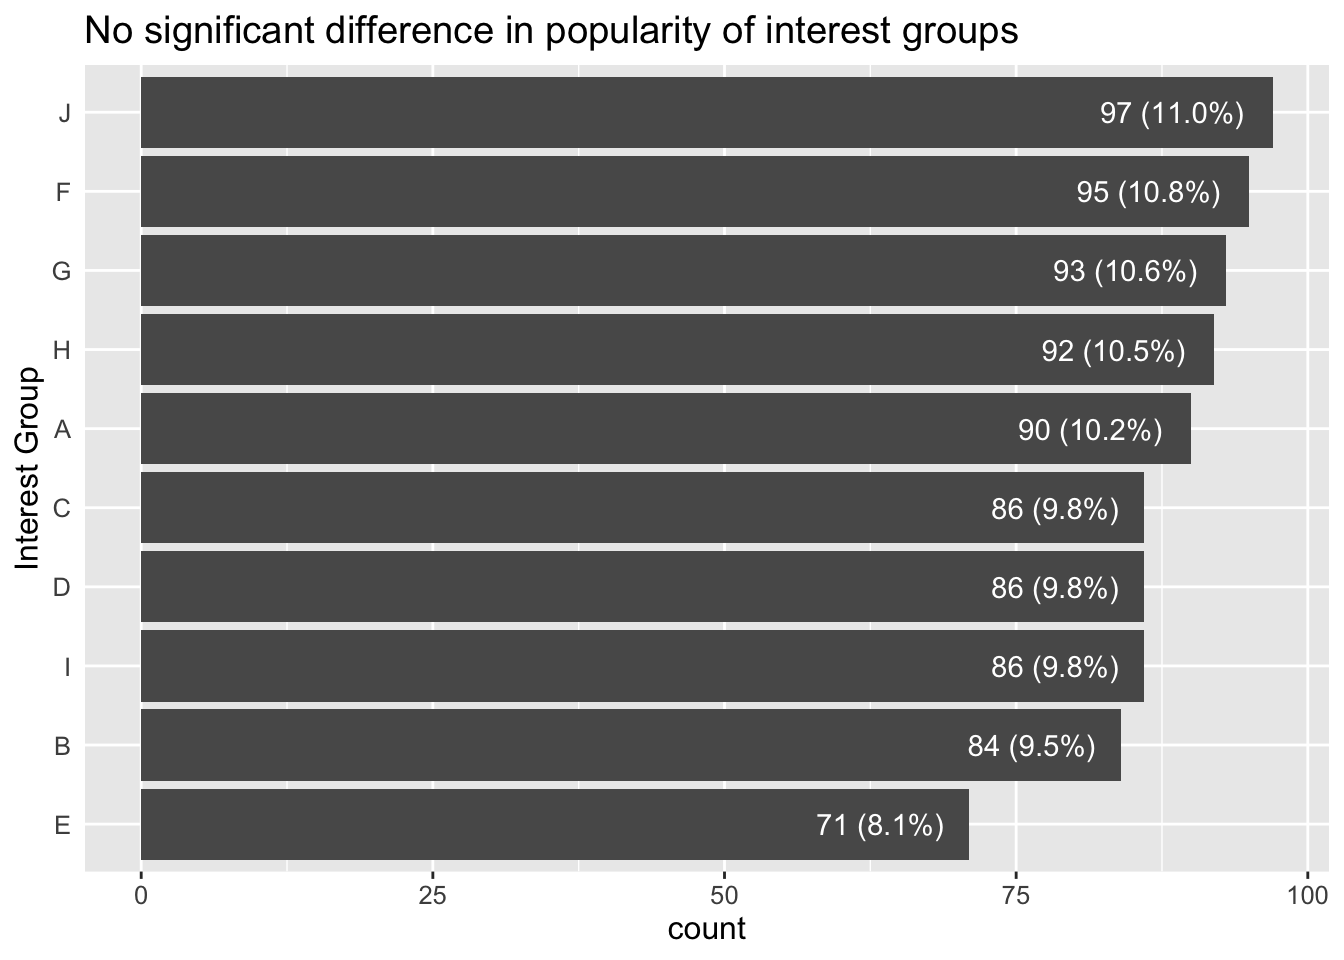 No significant difference in popularity of interest groups
Interest Group
J 97 (11.0%)
F 95 (10.8%)
G 93 (10.6%)
H 92 (10.5%)
A 90 (10.2%)
C 86 (9.8%)
D 86 (9.8%)
I 86 (9.8%)
B 84 (9.5%)
E 71 (8.1%)
0 25 50 75 100
count